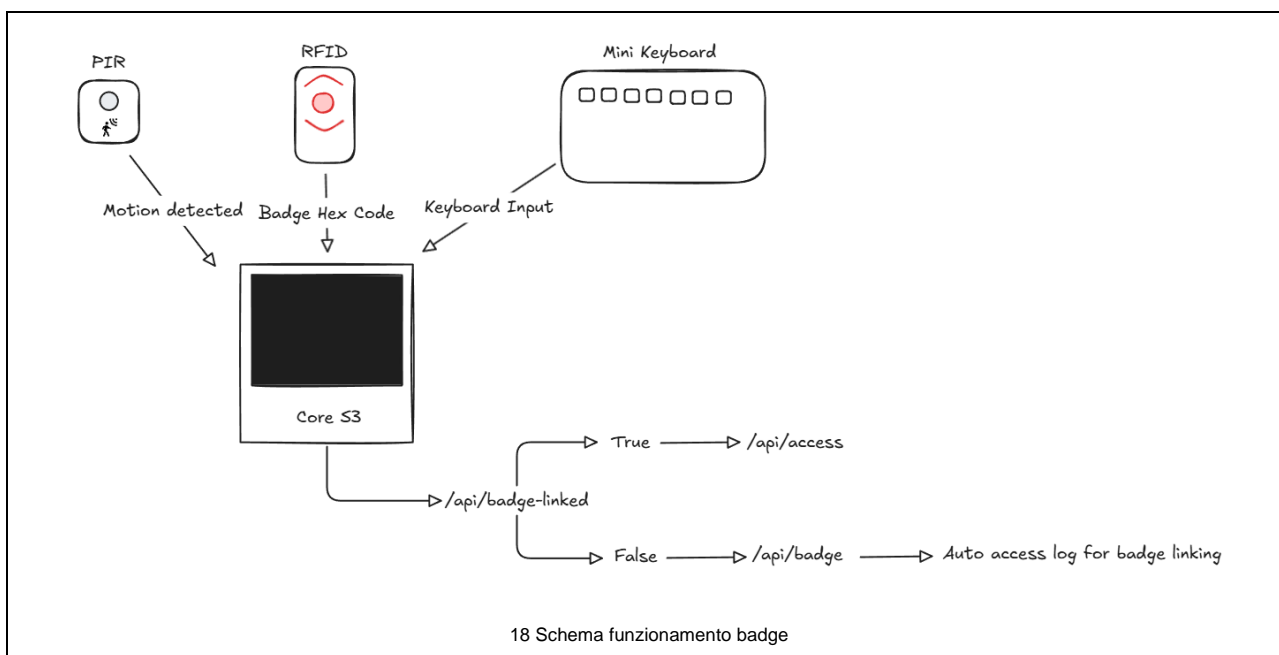 PIR
RFID
Mini Keyboard
Motion detected
Badge Hex Code
Keyboard Input
Core S3
True
/api/access
/api/badge-linked
False
/api/badge
Auto access log for badge linking
18 Schema funzionamento badge